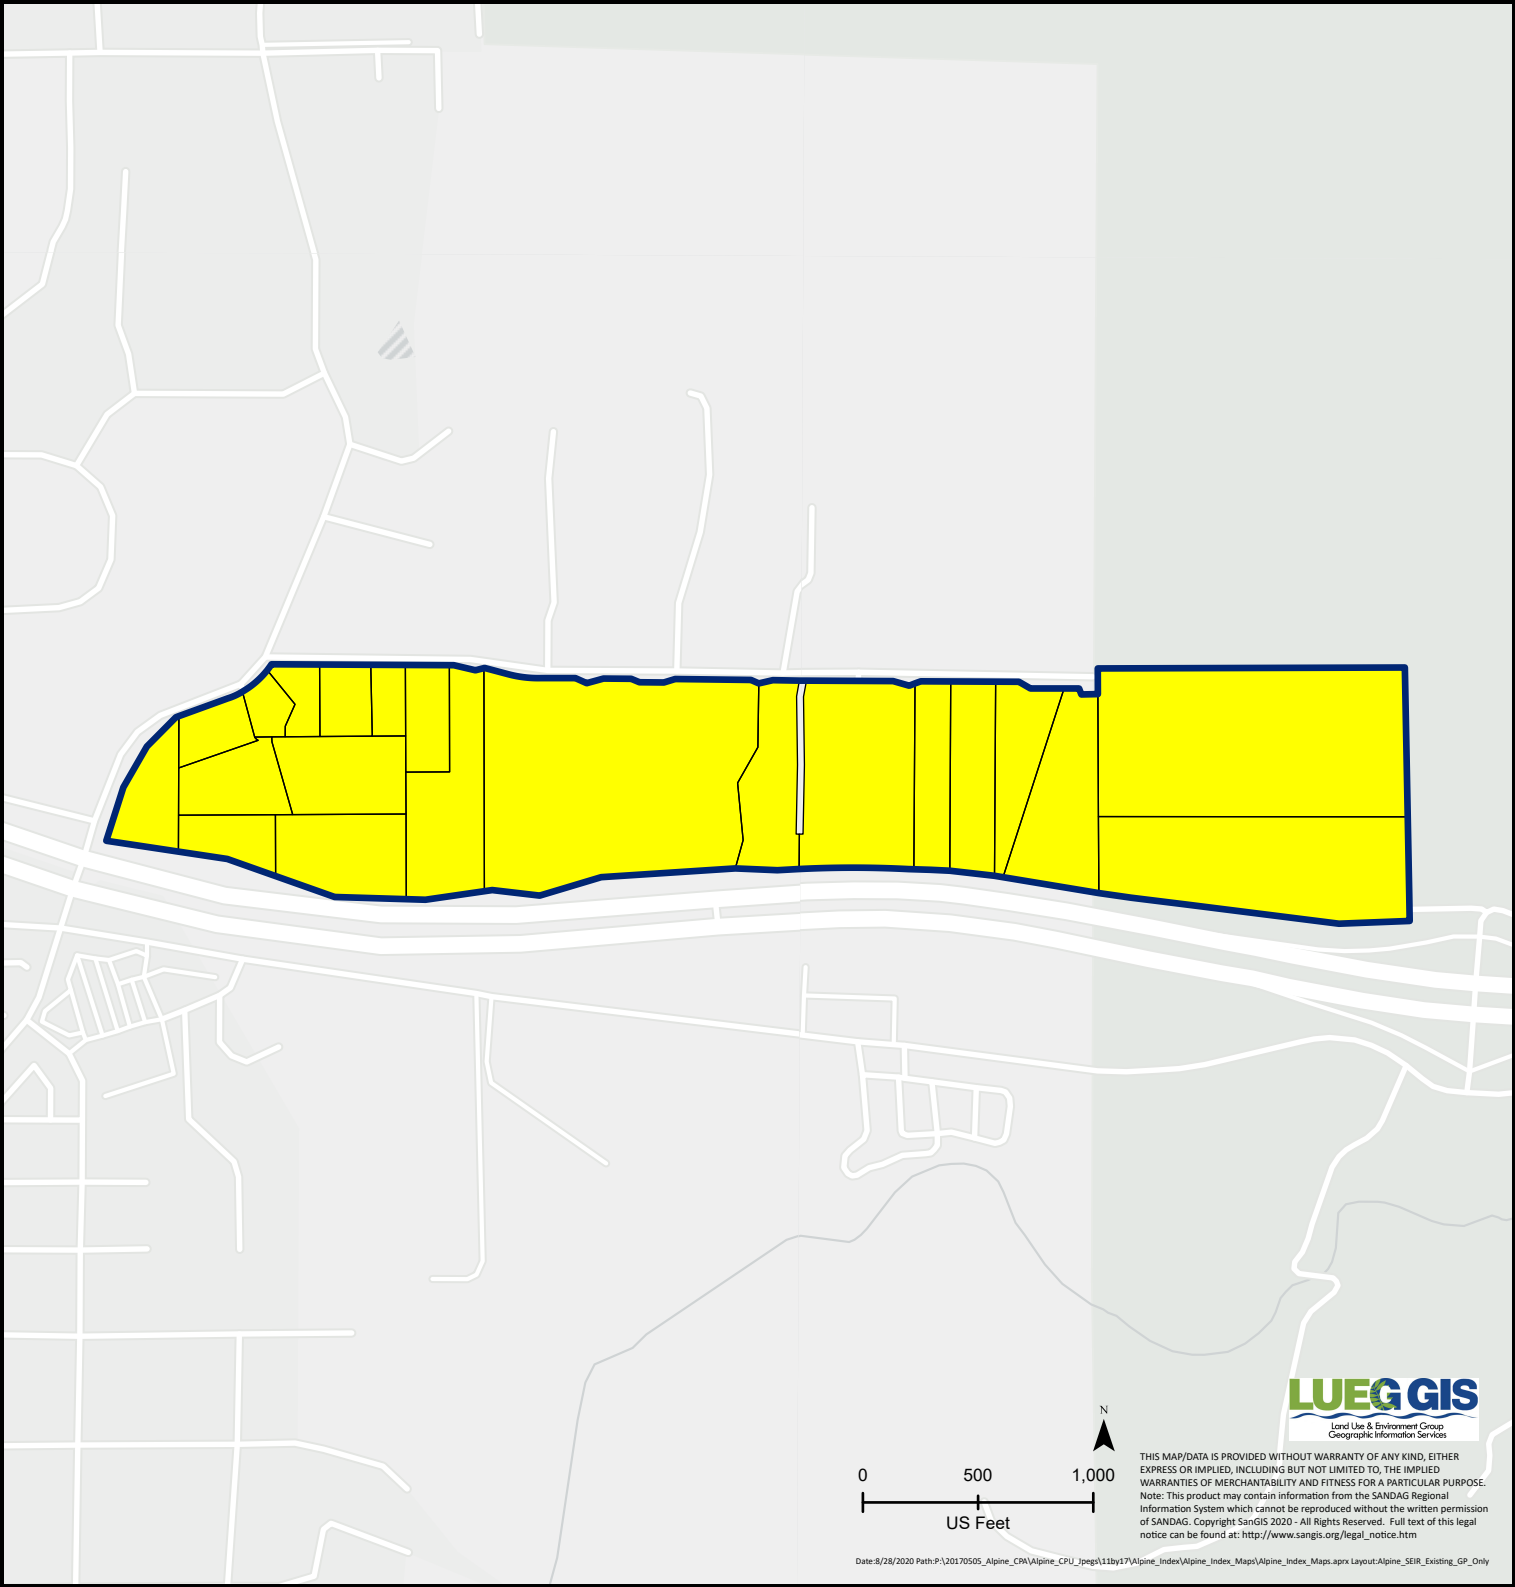 LUEG GIS
Land Use & Environment Group
Geographic Information Services
N
0 500 1,000
US Feet
THIS MAP/DATA IS PROVIDED WITHOUT WARRANTY OF ANY KIND, EITHER
EXPRESS OR IMPLIED, INCLUDING BUT NOT LIMITED TO, THE IMPLIED
WARRANTIES OF MERCHANTABILITY AND FITNESS FOR A PARTICULAR PURPOSE.
Note: This product may contain information from the SANDAG Regional
Information System which cannot be reproduced without the written permission
of SANDAG. Copyright SanGIS 2020 - All Rights Reserved. Full text of this legal
notice can be found at: http://www.sangis.org/legal_notice.htm
Date:8/28/2020 Path:P:\20170505_Alpine_CPA\Alpine_CPU_Jpegs\11by17\Alpine_Index\Alpine_Index_Maps\Alpine_Index_Maps.aprx Layout:Alpine_SEIR_Existing_GP_Only